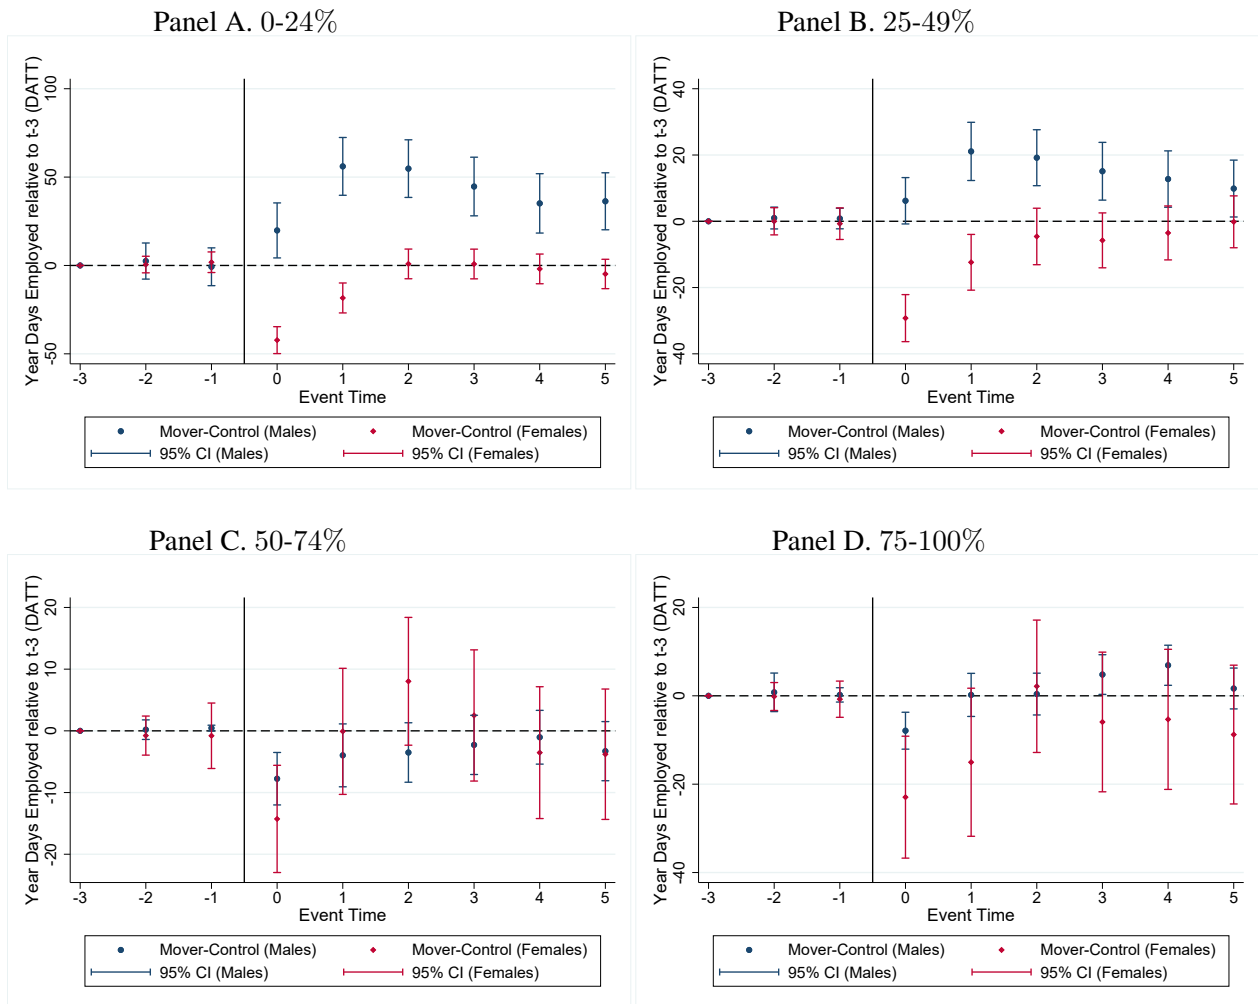 Panel A. 0-24%
Year Days Employed relative to t-3 (DATT)
100
50
0
-50
-3 -2 -1 0 1 2 3 4 5
Event Time
Mover-Control (Males) Mover-Control (Females)
95% CI (Males) 95% CI (Females)
Panel B. 25-49%
Year Days Employed relative to t-3 (DATT)
40
20
0
-20
-40
-3 -2 -1 0 1 2 3 4 5
Event Time
Mover-Control (Males) Mover-Control (Females)
95% CI (Males) 95% CI (Females)
Panel C. 50-74%
Year Days Employed relative to t-3 (DATT)
20
10
0
-10
-20
-3 -2 -1 0 1 2 3 4 5
Event Time
Mover-Control (Males) Mover-Control (Females)
95% CI (Males) 95% CI (Females)
Panel D. 75-100%
Year Days Employed relative to t-3 (DATT)
20
0
-20
-40
-3 -2 -1 0 1 2 3 4 5
Event Time
Mover-Control (Males) Mover-Control (Females)
95% CI (Males) 95% CI (Females)